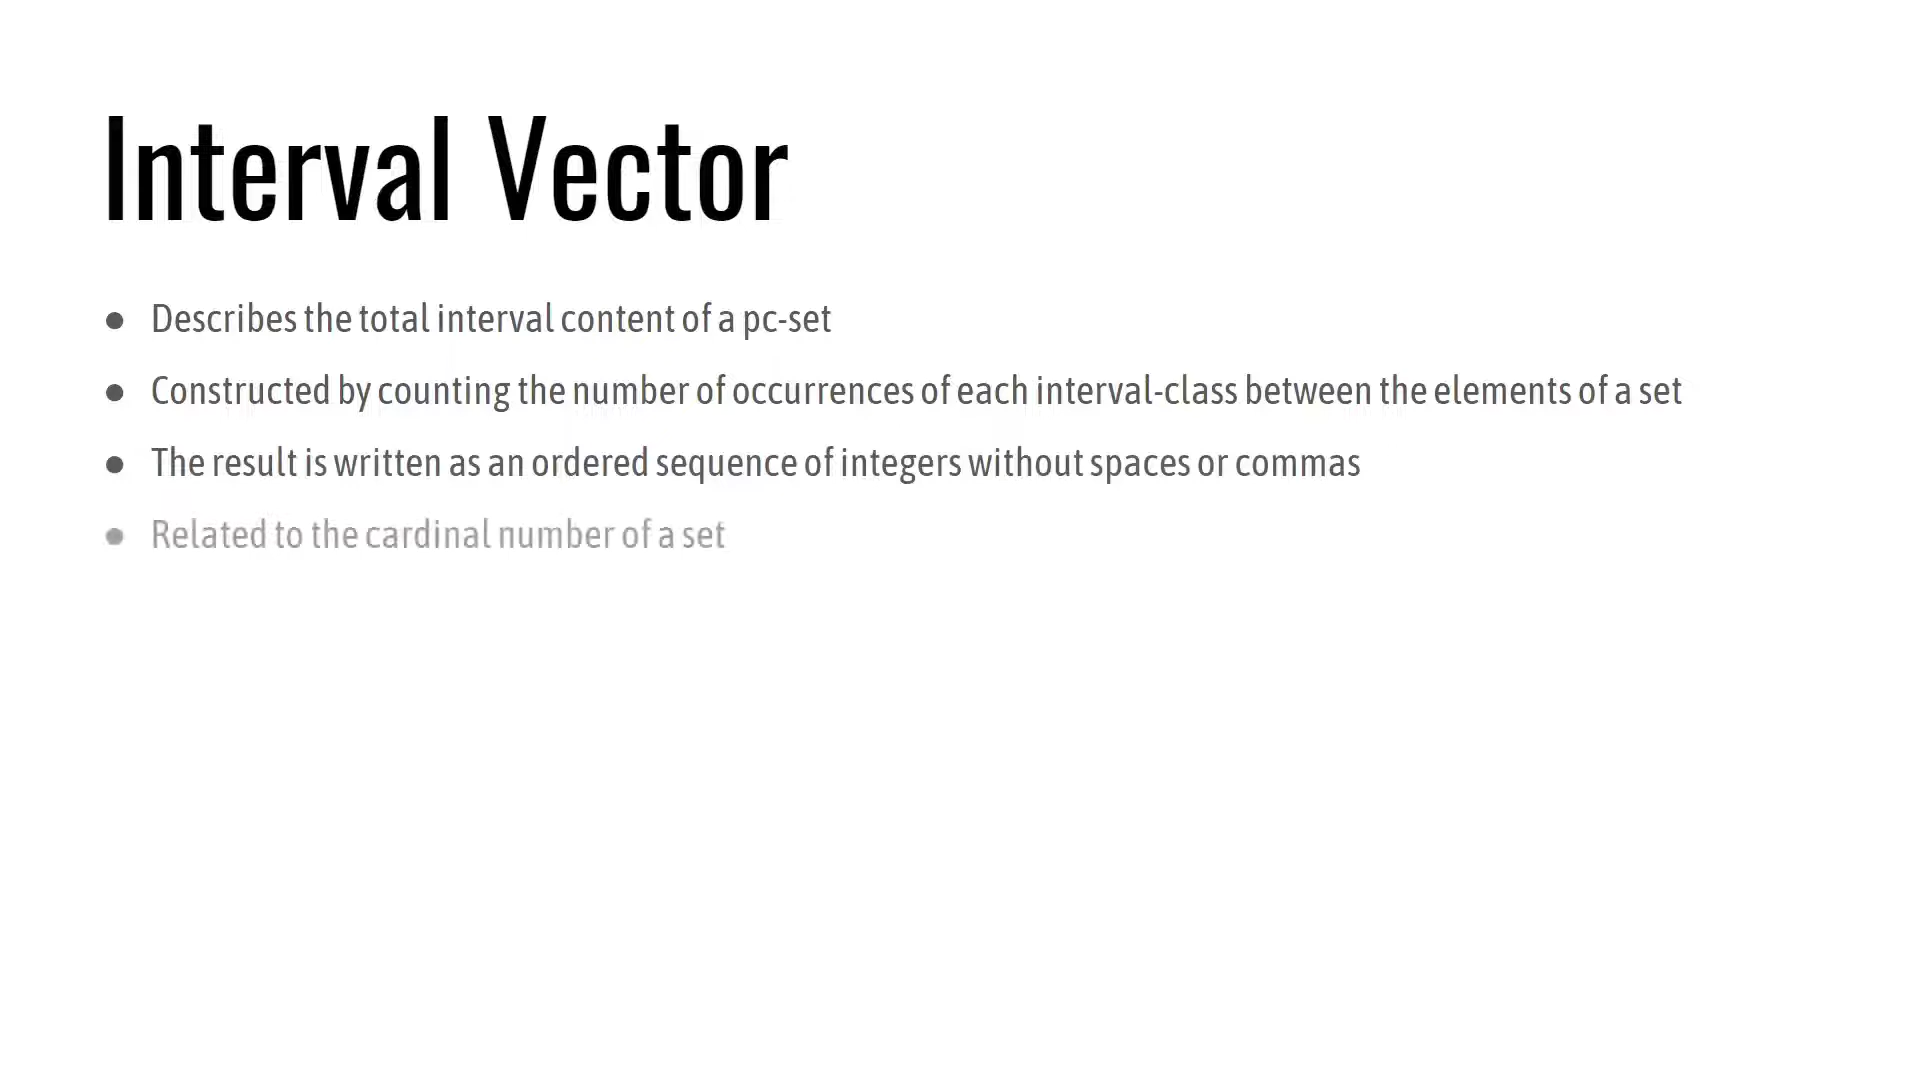 Interval Vector
● Describes the total interval content of a pc-set
● Constructed by counting the number of occurrences of each interval-class between the elements of a set
● The result is written as an ordered sequence of integers without spaces or commas
● Related to the cardinal number of a set